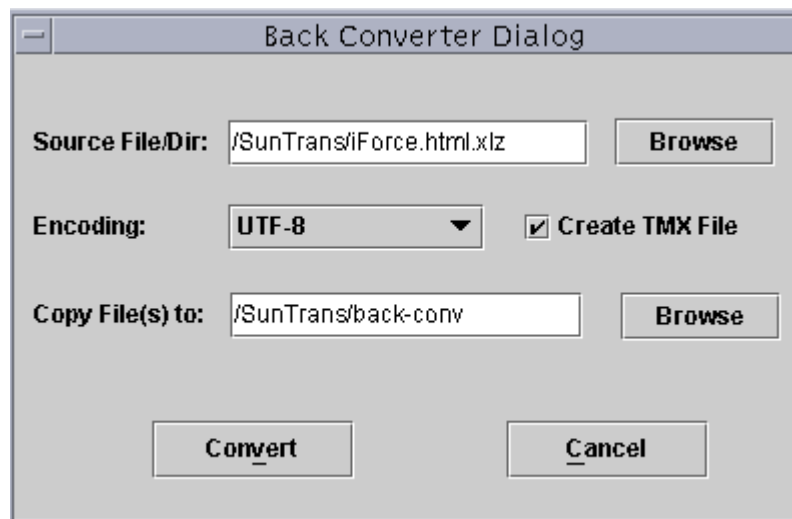 Back Converter Dialog
Source File/Dir: /SunTrans/iForce.html.xlz Browse
Encoding: UTF-8 Create TMX File
Copy File(s) to: /SunTrans/back-conv Browse
Convert Cancel